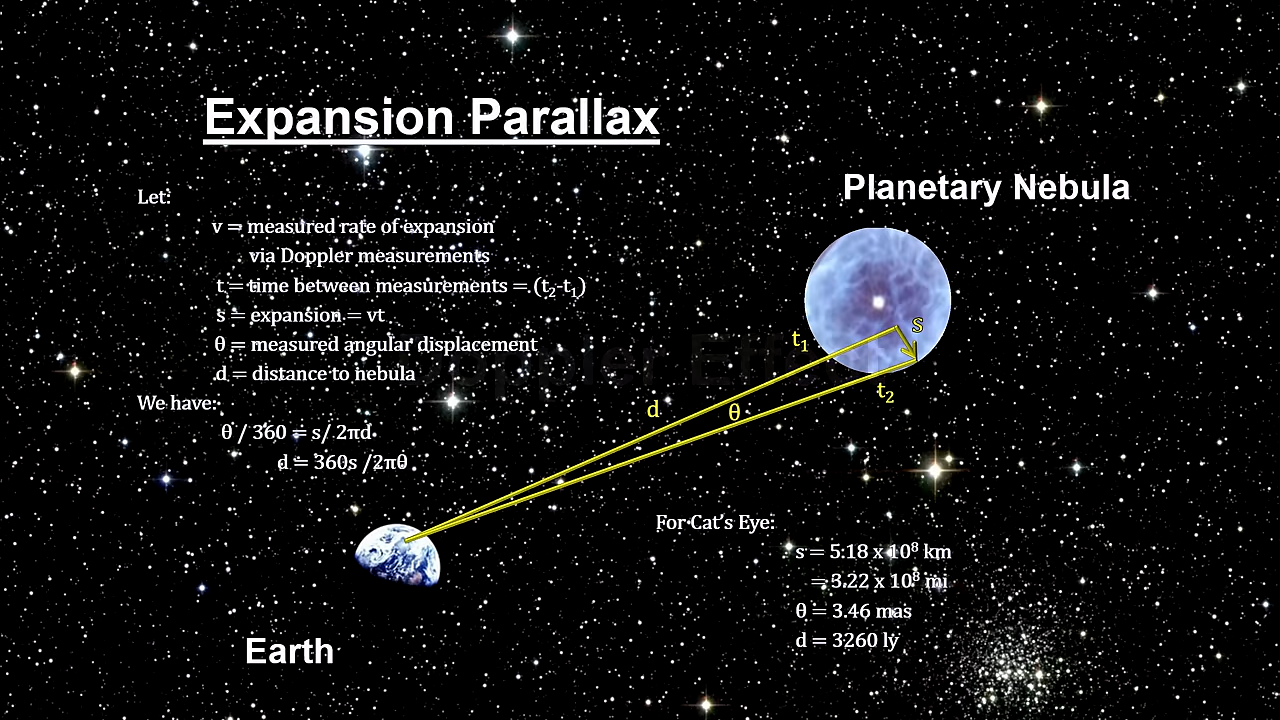 Expansion Parallax
Planetary Nebula
Let:
v = measured rate of expansion
via Doppler measurements
t = time between measurements = (t₂-t₁)
s = expansion = vt
θ = measured angular displacement
d = distance to nebula
We have:
θ / 360 = s/ 2πd
d = 360s /2πθ
s
t₁
t₂
d
θ
For Cat's Eye:
s = 5.18 x 10⁸ km
= 3.22 x 10⁸ mi
θ = 3.46 mas
d = 3260 ly
Earth